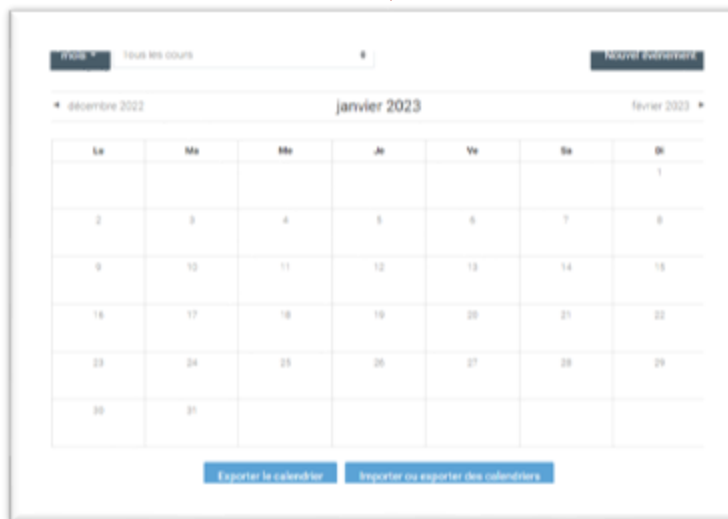 mois Tous les cours Nouvel événement
décembre 2022 janvier 2023 février 2023
Lu Ma Me Je Ve Sa Di
1
2 3 4 5 6 7 8
9 10 11 12 13 14 15
16 17 18 19 20 21 22
23 24 25 26 27 28 29
30 31
Exporter le calendrier Importer ou exporter des calendriers